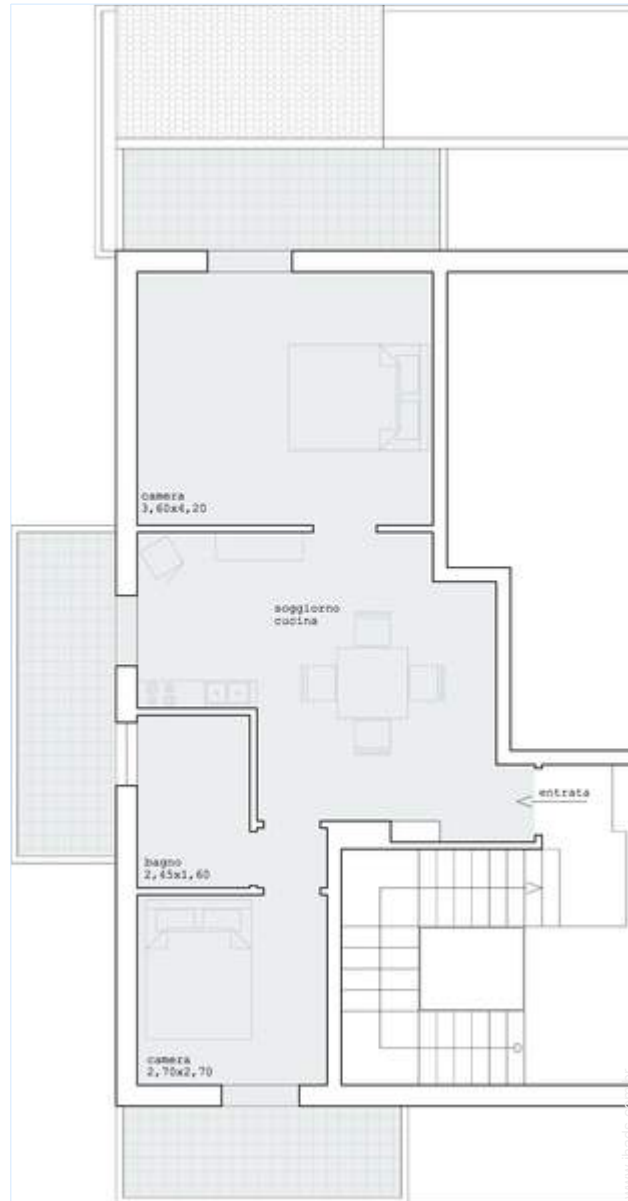 camera
3,60x4,20
soggiorno
cucina
entrata
bagno
2,45x1,60
camera
2,70x2,70